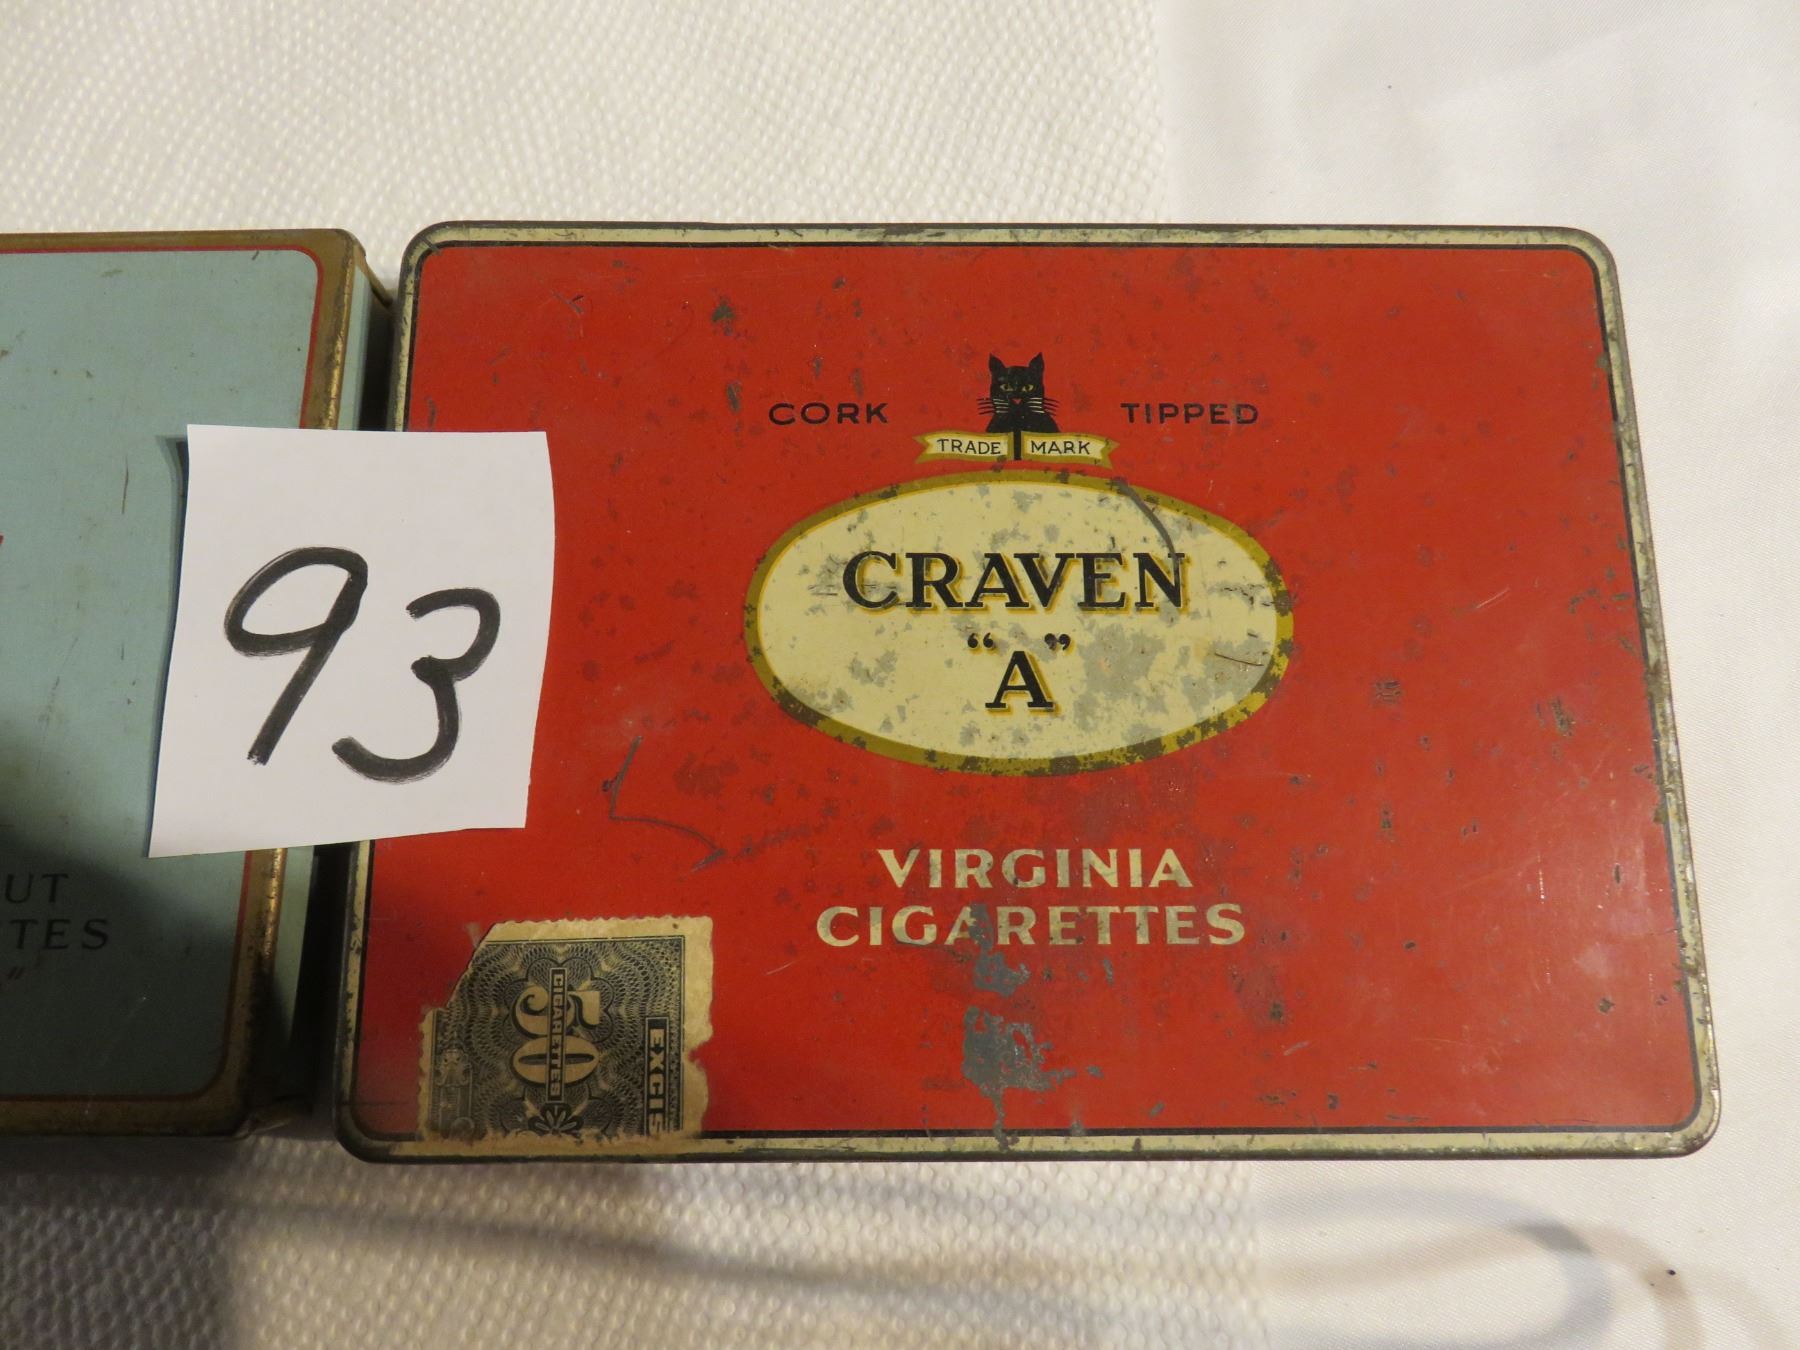 CORK TIPPED
TRADE MARK
CRAVEN
“A”
VIRGINIA
CIGARETTES
93
50
CIGARETTES
EXCIS
UT
TES
”